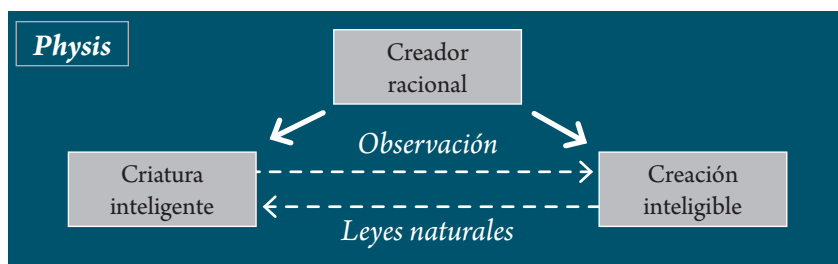 Physis
Creador
racional
Observación
Criatura
inteligente
Creación
inteligible
Leyes naturales